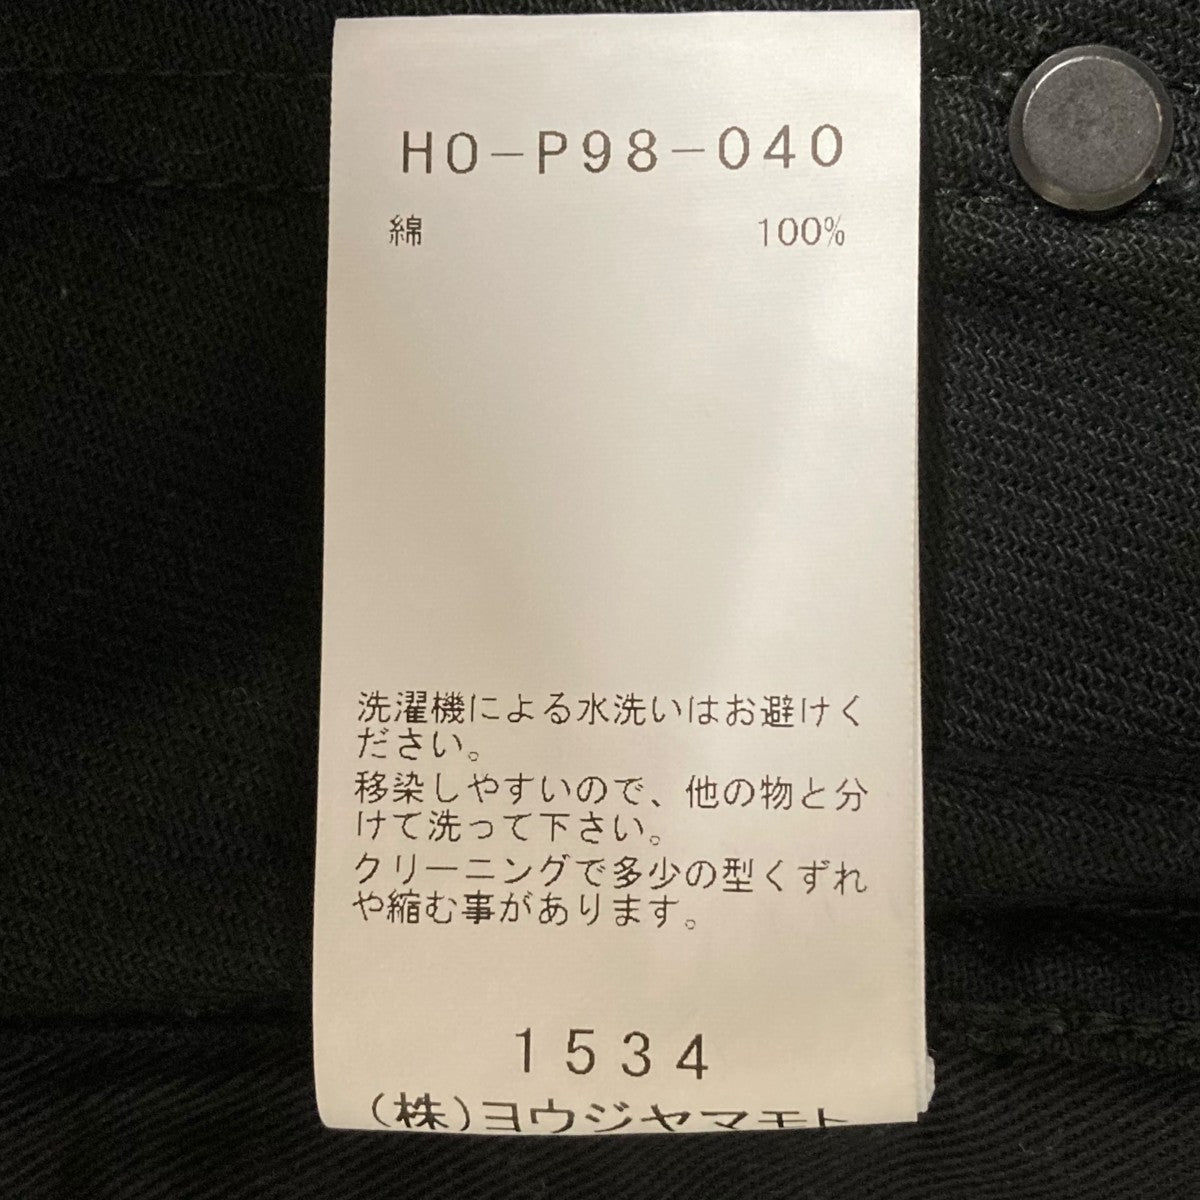 HO-P98-040
綿 100%
洗濯機による水洗いはお避けく
ださい。
移染しやすいので、他の物と分
けて洗って下さい。
クリーニングで多少の型くずれ
や縮む事があります。
1534
(株)ヨウジヤマモト